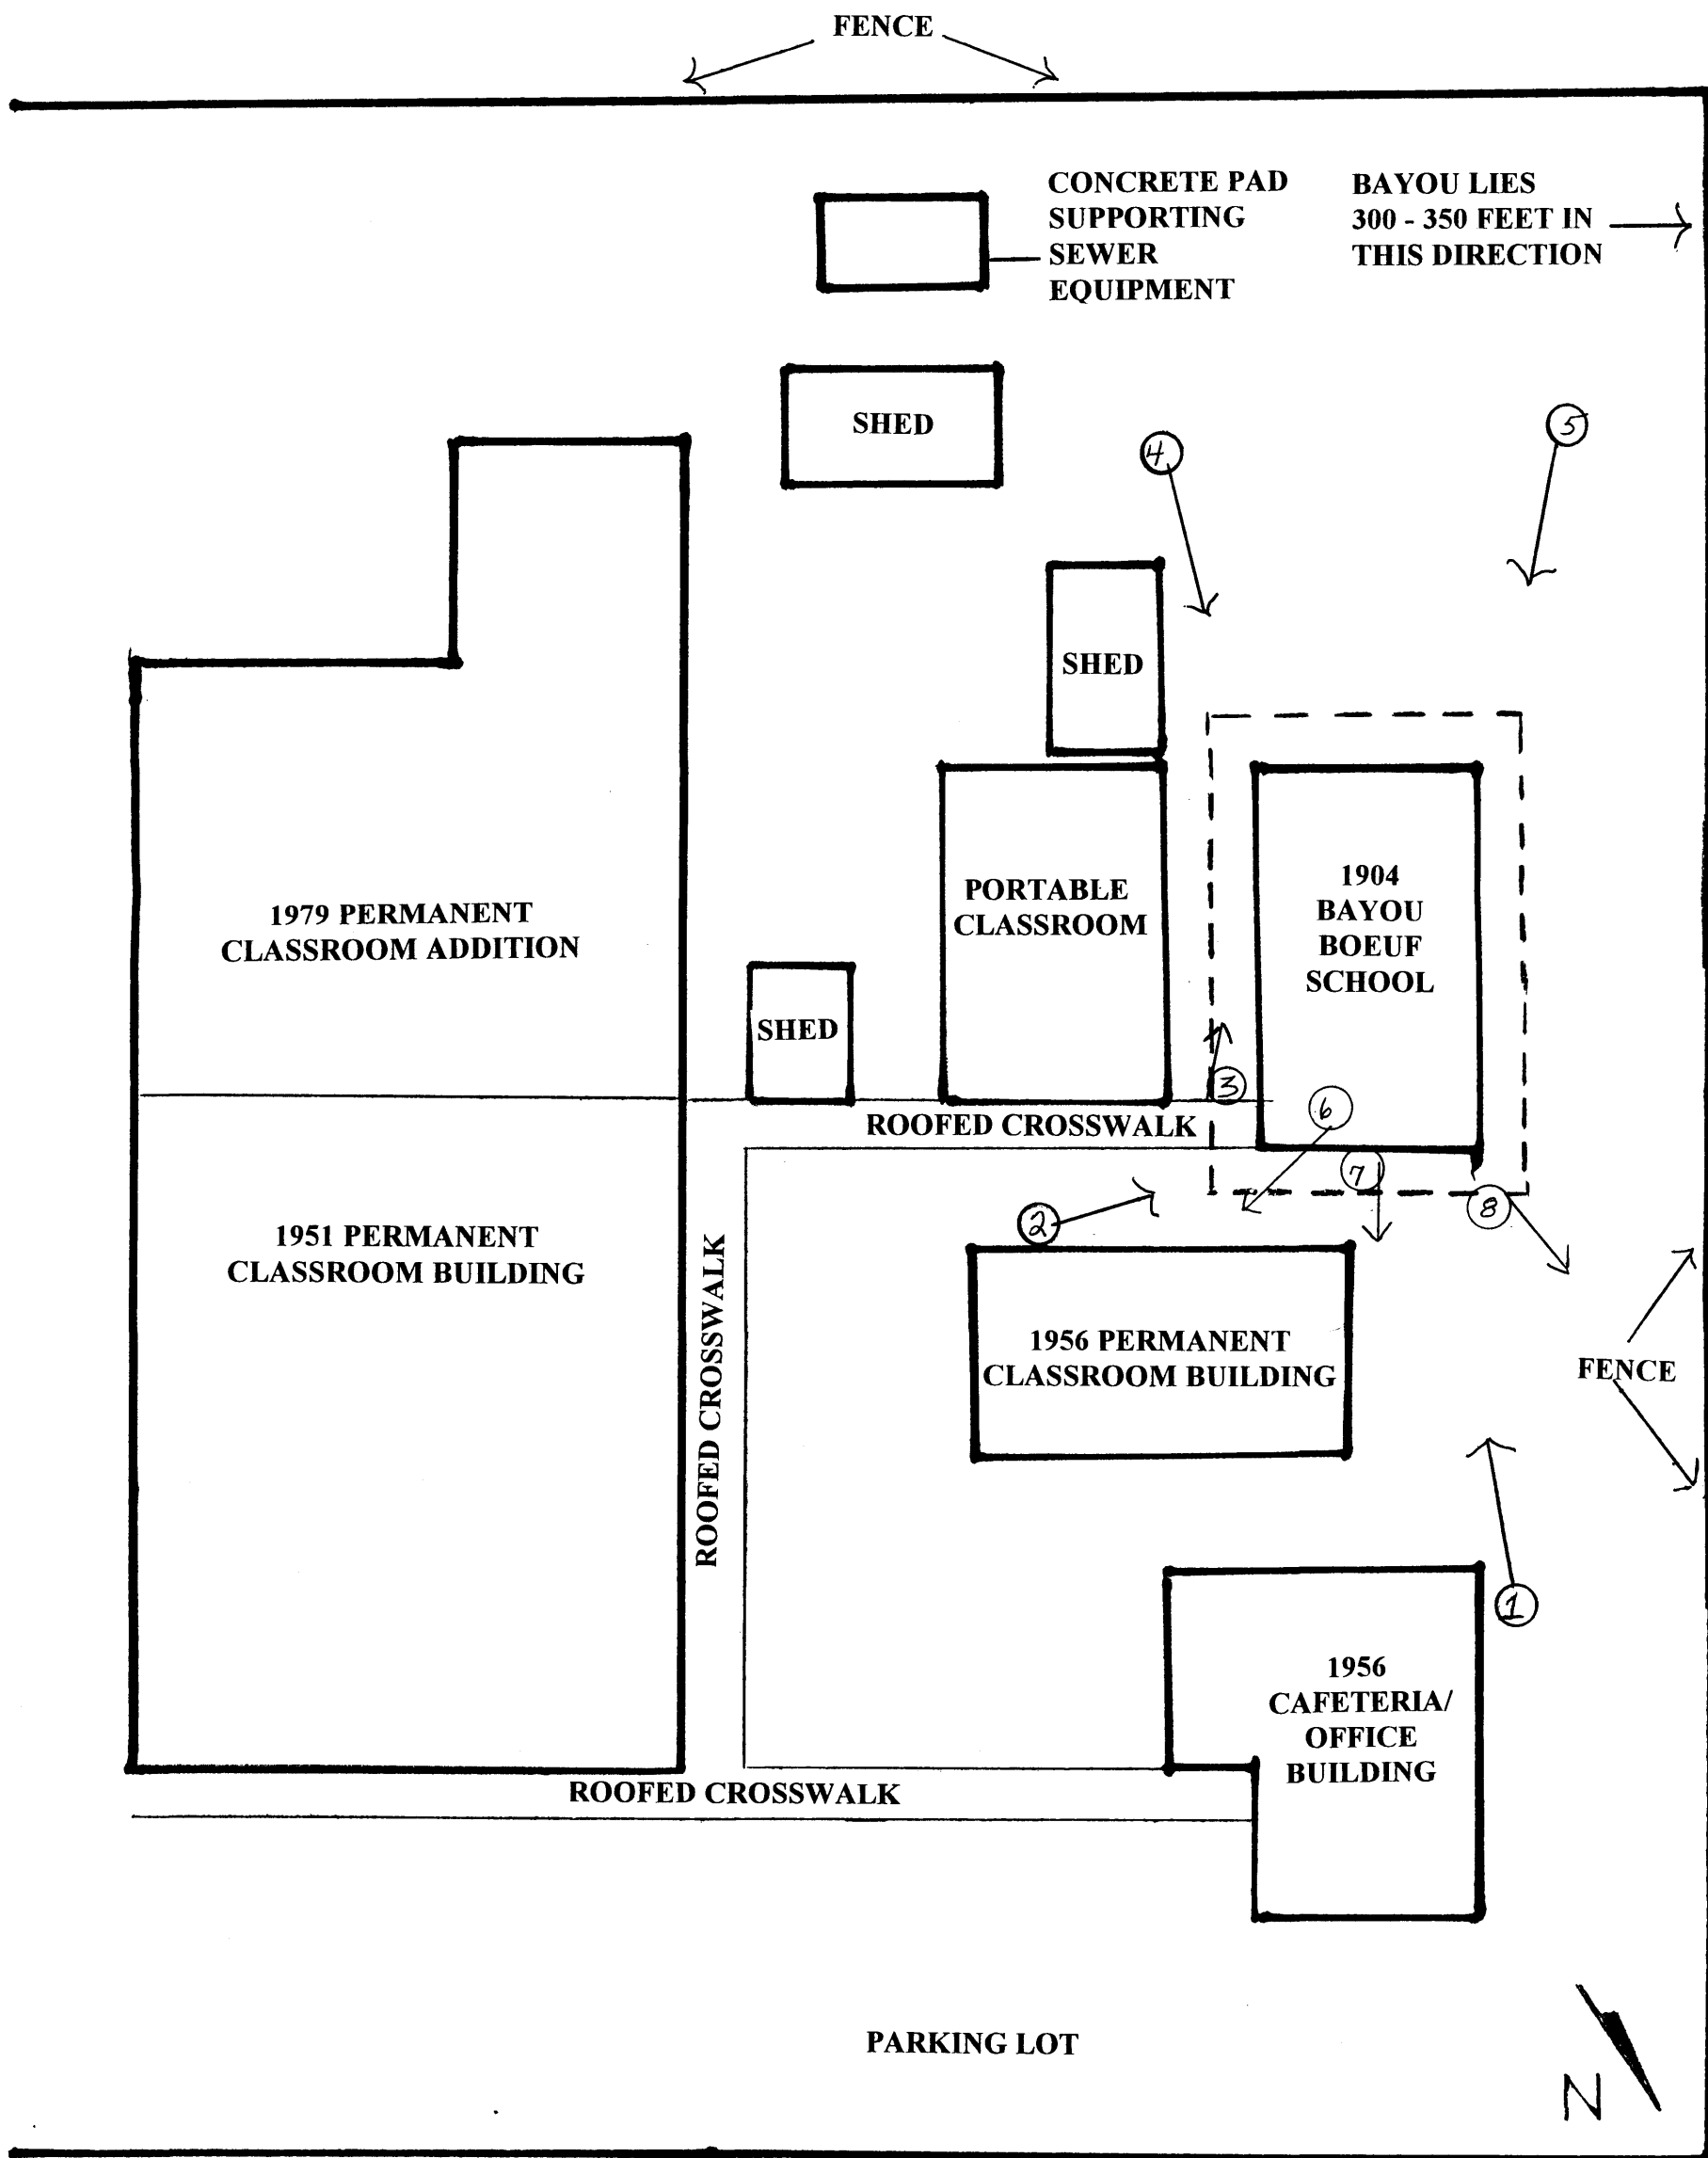 FENCE
CONCRETE PAD
SUPPORTING
SEWER
EQUIPMENT
BAYOU LIES
300 - 350 FEET IN
THIS DIRECTION
SHED
4
5
SHED
PORTABLE
CLASSROOM
1904
BAYOU
BOEUF
SCHOOL
1979 PERMANENT
CLASSROOM ADDITION
SHED
3
6
ROOFED CROSSWALK
7
8
2
1951 PERMANENT
CLASSROOM BUILDING
ROOFED CROSSWALK
1956 PERMANENT
CLASSROOM BUILDING
FENCE
1
1956
CAFETERIA/
OFFICE
BUILDING
ROOFED CROSSWALK
PARKING LOT
N